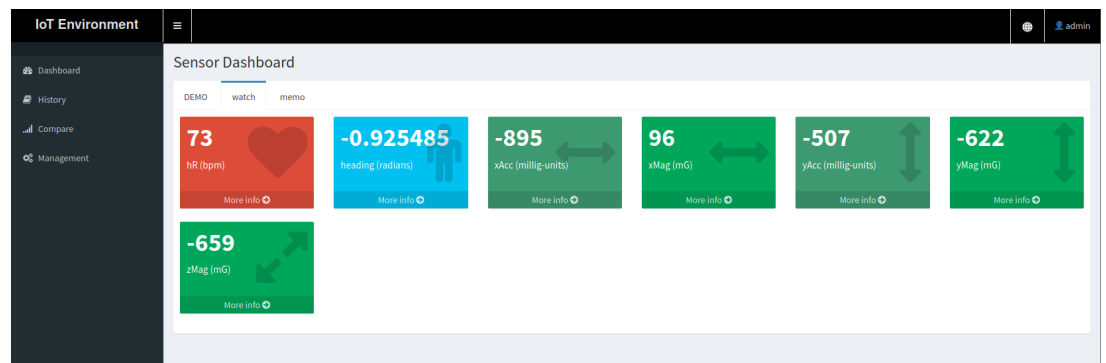 IoT Environment
admin
Dashboard
History
Compare
Management
Sensor Dashboard
DEMO watch memo
73
hR (bpm)
More info
-0.925485
heading (radians)
More info
-895
xAcc (millig-units)
More info
96
xMag (mG)
More info
-507
yAcc (millig-units)
More info
-622
yMag (mG)
More info
-659
zMag (mG)
More info